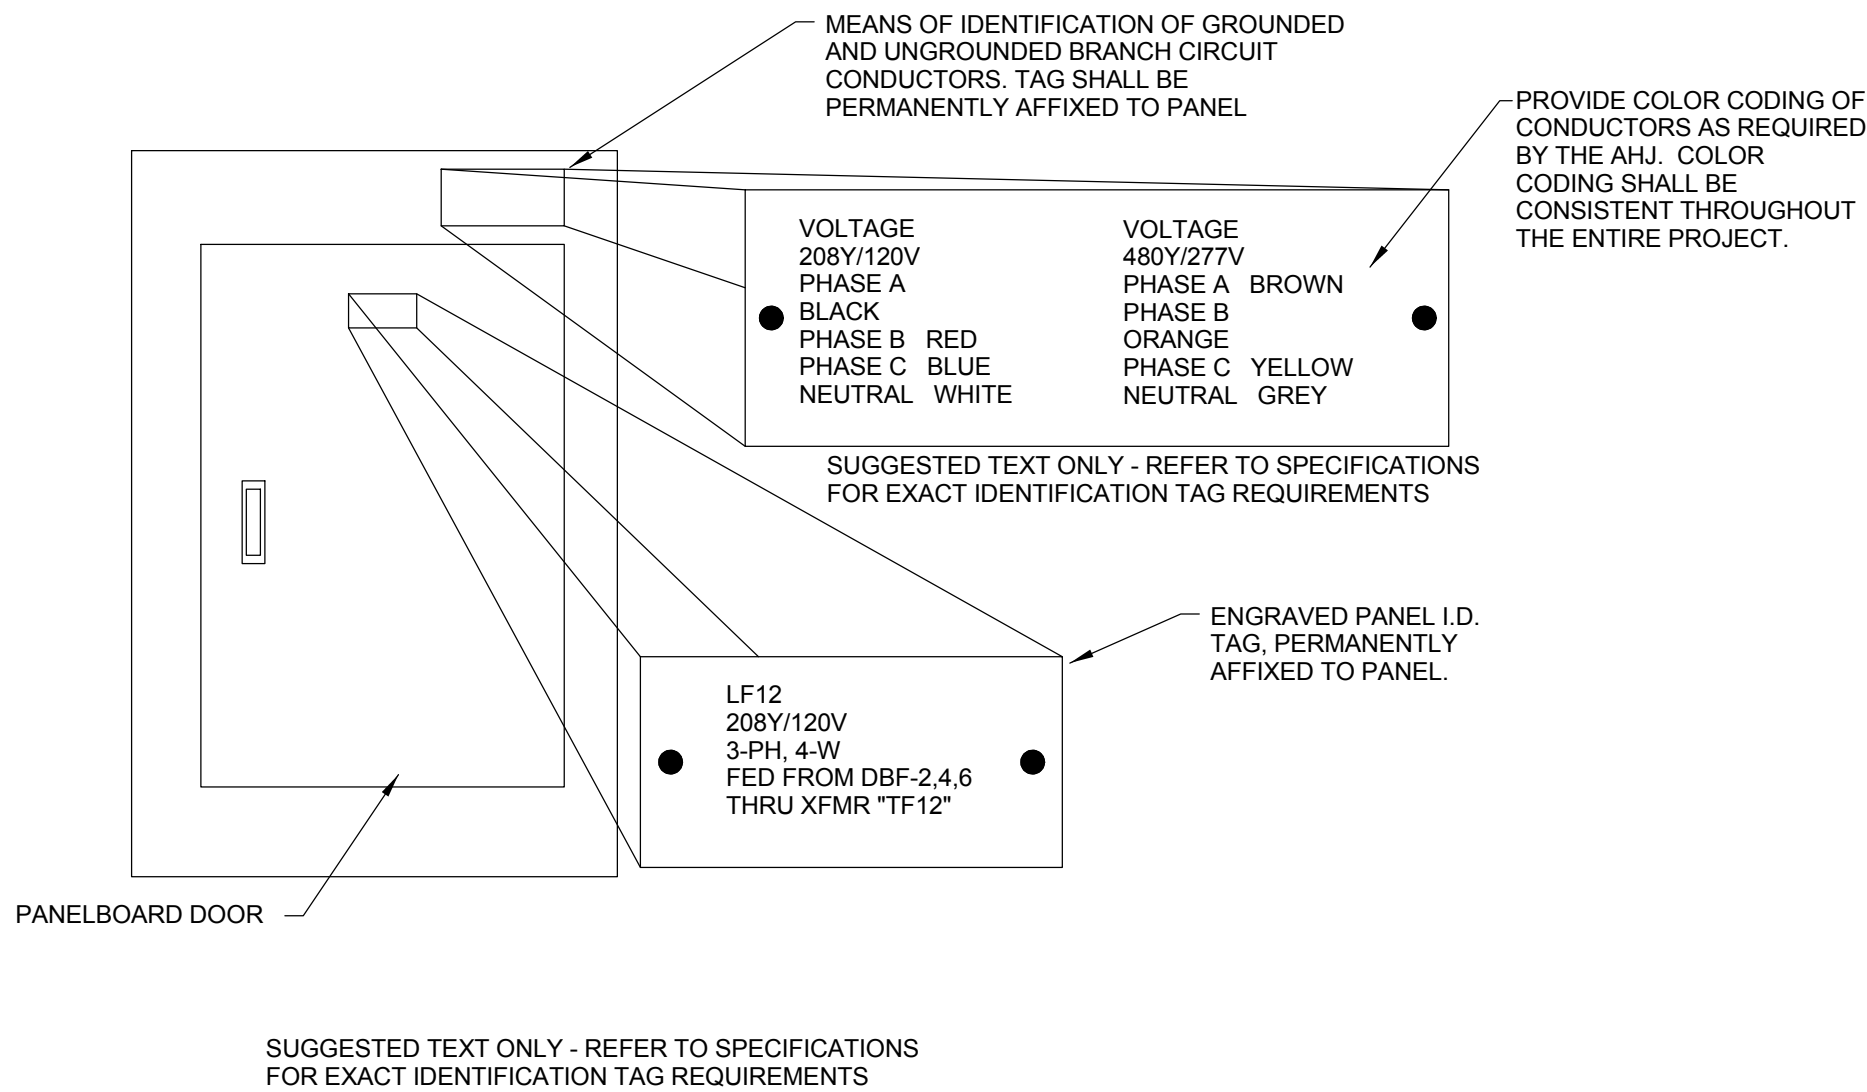 MEANS OF IDENTIFICATION OF GROUNDED
AND UNGROUNDED BRANCH CIRCUIT
CONDUCTORS. TAG SHALL BE
PERMANENTLY AFFIXED TO PANEL
PROVIDE COLOR CODING OF
CONDUCTORS AS REQUIRED
BY THE AHJ. COLOR
CODING SHALL BE
CONSISTENT THROUGHOUT
THE ENTIRE PROJECT.
VOLTAGE
208Y/120V
PHASE A
BLACK
PHASE B RED
PHASE C BLUE
NEUTRAL WHITE
VOLTAGE
480Y/277V
PHASE A BROWN
PHASE B
ORANGE
PHASE C YELLOW
NEUTRAL GREY
SUGGESTED TEXT ONLY - REFER TO SPECIFICATIONS
FOR EXACT IDENTIFICATION TAG REQUIREMENTS
ENGRAVED PANEL I.D.
TAG, PERMANENTLY
AFFIXED TO PANEL.
LF12
208Y/120V
3-PH, 4-W
FED FROM DBF-2,4,6
THRU XFMR "TF12"
PANELBOARD DOOR
SUGGESTED TEXT ONLY - REFER TO SPECIFICATIONS
FOR EXACT IDENTIFICATION TAG REQUIREMENTS